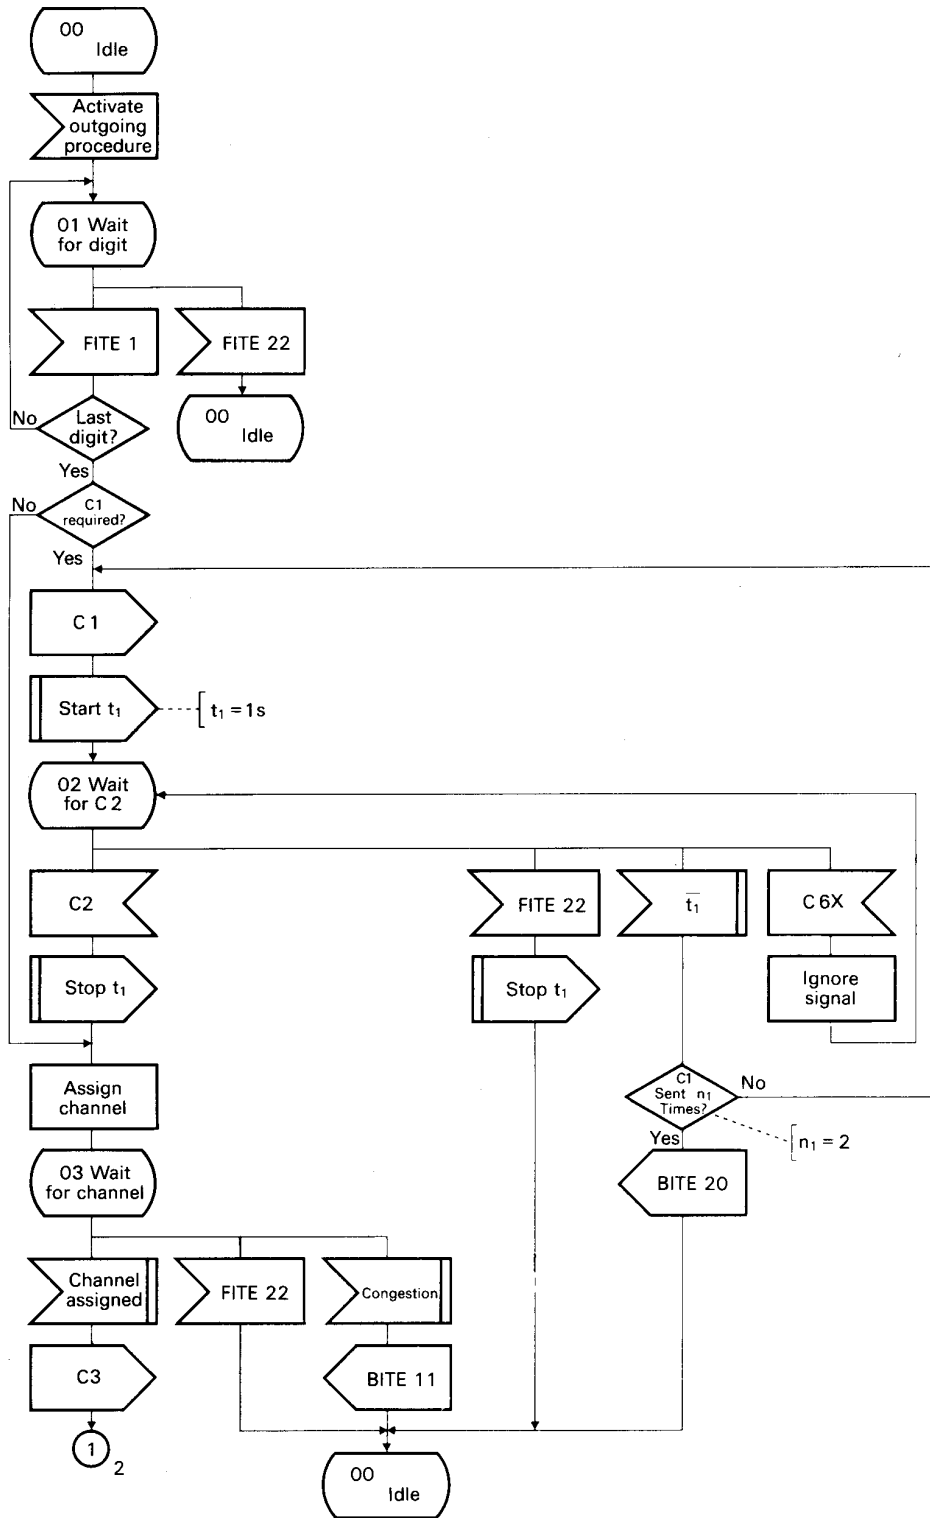 00
Idle
Activate
outgoing
procedure
01 Wait
for digit
FITE 1
FITE 22
Last
digit?
No
Yes
00
Idle
C1
required?
No
Yes
C1
Start t₁
t₁ = 1s
02 Wait
for C2
C2
FITE 22
t̅₁
C6X
Stop t₁
Stop t₁
Ignore
signal
Assign
channel
C1
Sent n₁
Times?
No
Yes
n₁ = 2
03 Wait
for channel
BITE 20
Channel
assigned
FITE 22
Congestion
C3
BITE 11
1
2
00
Idle